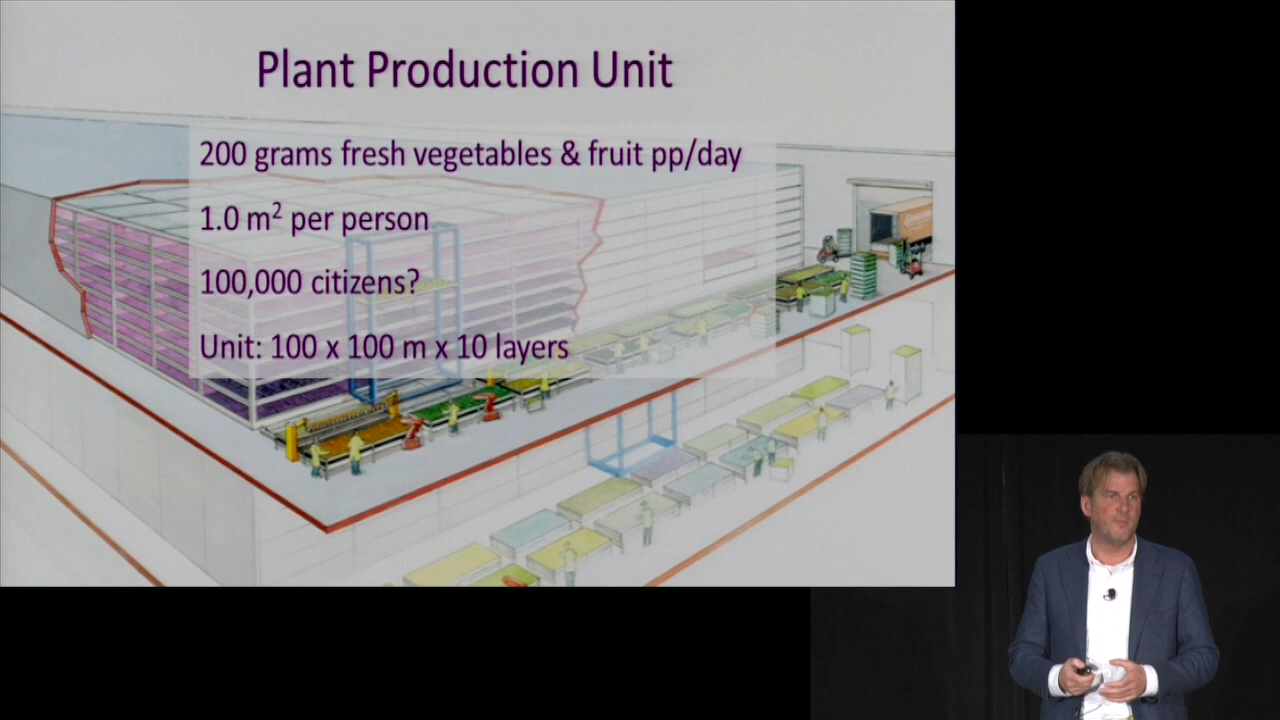 Plant Production Unit
200 grams fresh vegetables & fruit pp/day
1.0 m² per person
100,000 citizens?
Unit: 100 x 100 m x 10 layers